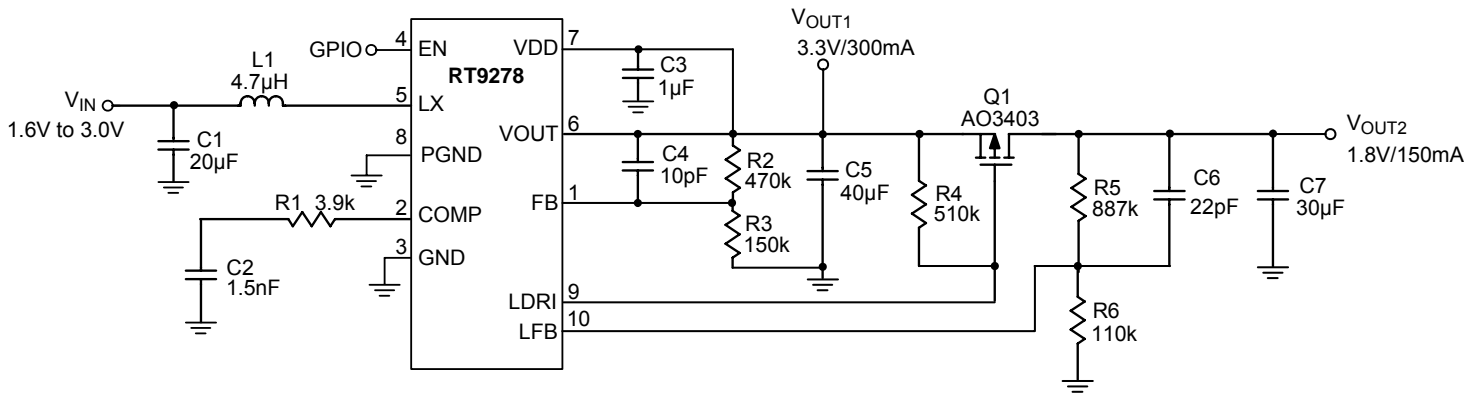 V_OUT1
3.3V/300mA
GPIO
4
EN
VDD
7
RT9278
C3
1µF
L1
4.7µH
V_IN
1.6V to 3.0V
5
LX
C1
20µF
8
PGND
VOUT
6
Q1
AO3403
V_OUT2
1.8V/150mA
C4
10pF
R2
470k
C5
40µF
R4
510k
R5
887k
C6
22pF
C7
30µF
R1 3.9k
2
COMP
FB
1
R3
150k
3
GND
C2
1.5nF
LDRI
9
LFB
10
R6
110k